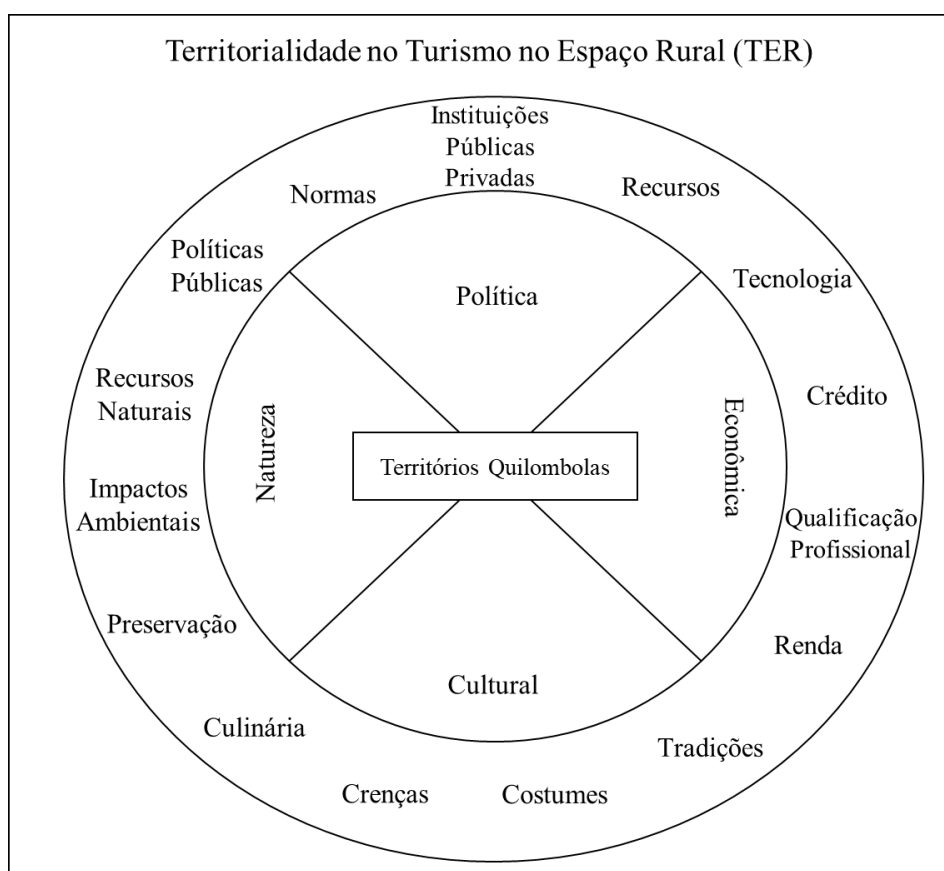 Territorialidade no Turismo no Espaço Rural (TER)
Instituições
Públicas
Privadas
Normas
Recursos
Políticas
Públicas
Tecnologia
Política
Recursos
Naturais
Crédito
Natureza
Econômica
Territórios Quilombolas
Impactos
Ambientais
Qualificação
Profissional
Preservação
Renda
Cultural
Culinária
Tradições
Crenças
Costumes